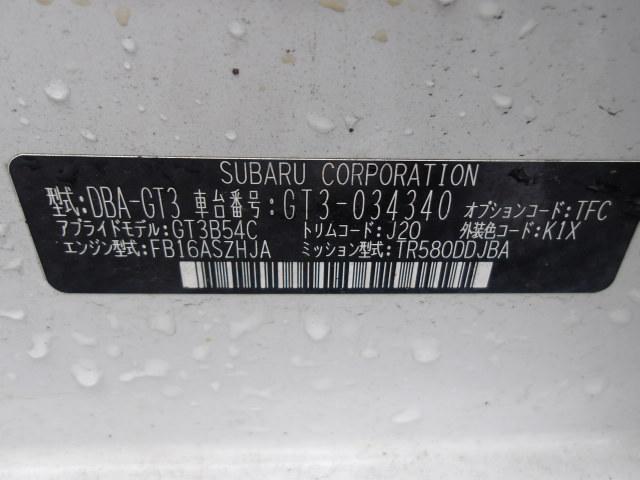 SUBARU CORPORATION
型式:DBA-GT3 車台番号:GT3-034340 オプションコード:TFC
アプライドモデル:GT3B54C トリムコード:J20 外装色コード:K1X
エンジン型式:FB16ASZHJA ミッション型式:TR580DDJBA